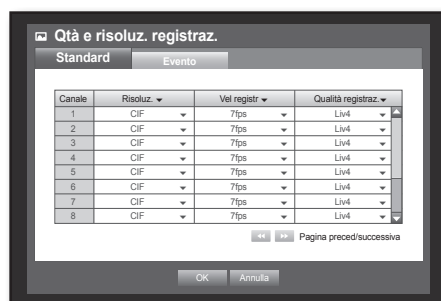 Qtà e risoluz. registraz.
Standard Evento
Canale Risoluz. Vel registr Qualità registraz.
1 CIF 7fps Liv4
2 CIF 7fps Liv4
3 CIF 7fps Liv4
4 CIF 7fps Liv4
5 CIF 7fps Liv4
6 CIF 7fps Liv4
7 CIF 7fps Liv4
8 CIF 7fps Liv4
Pagina preced/successiva
OK Annulla